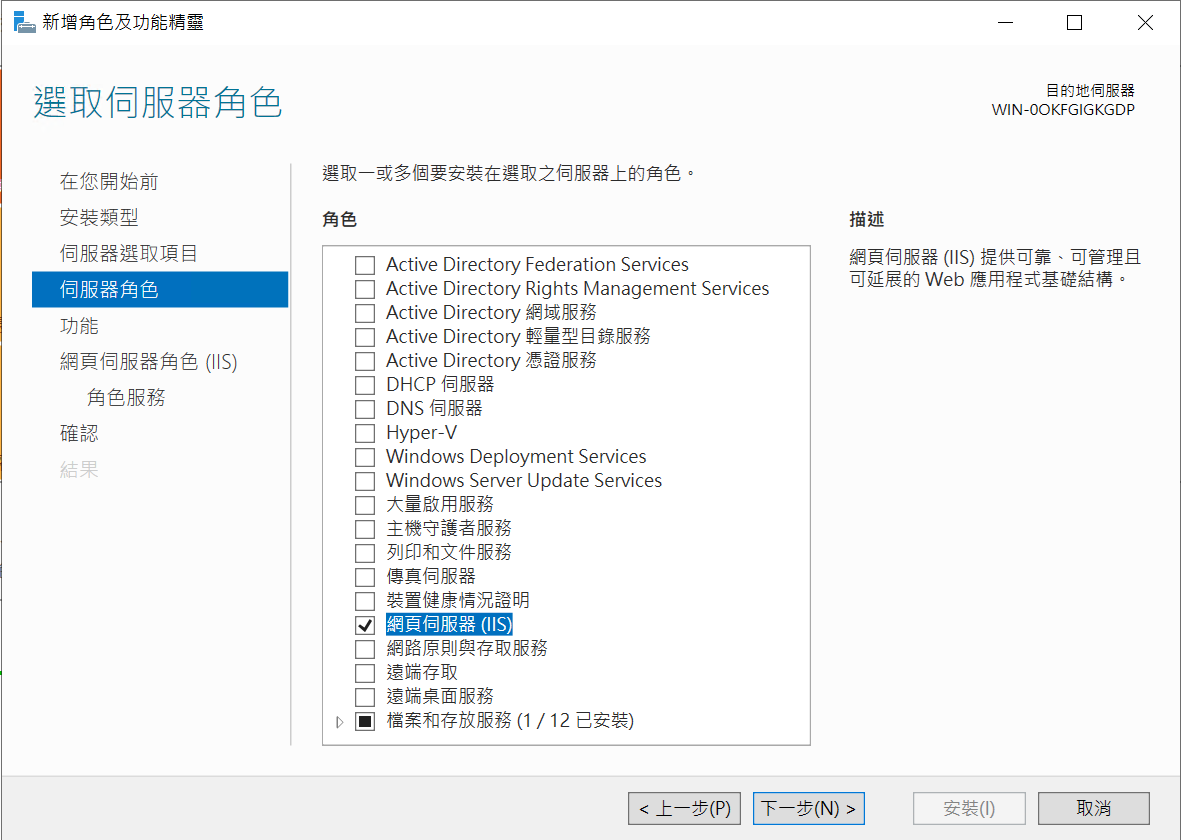 新增角色及功能精靈
選取伺服器角色
目的地伺服器
WIN-0OKFGIGKGDP
在您開始前
安裝類型
伺服器選取項目
伺服器角色
功能
網頁伺服器角色 (IIS)
角色服務
確認
結果
選取一或多個要安裝在選取之伺服器上的角色。
角色
Active Directory Federation Services
Active Directory Rights Management Services
Active Directory 網域服務
Active Directory 輕量型目錄服務
Active Directory 憑證服務
DHCP 伺服器
DNS 伺服器
Hyper-V
Windows Deployment Services
Windows Server Update Services
大量啟用服務
主機守護者服務
列印和文件服務
傳真伺服器
裝置健康情況證明
網頁伺服器 (IIS)
網路原則與存取服務
遠端存取
遠端桌面服務
檔案和存放服務 (1 / 12 已安裝)
描述
網頁伺服器 (IIS) 提供可靠、可管理且
可延展的 Web 應用程式基礎結構。
< 上一步(P)
下一步(N) >
安裝(I)
取消